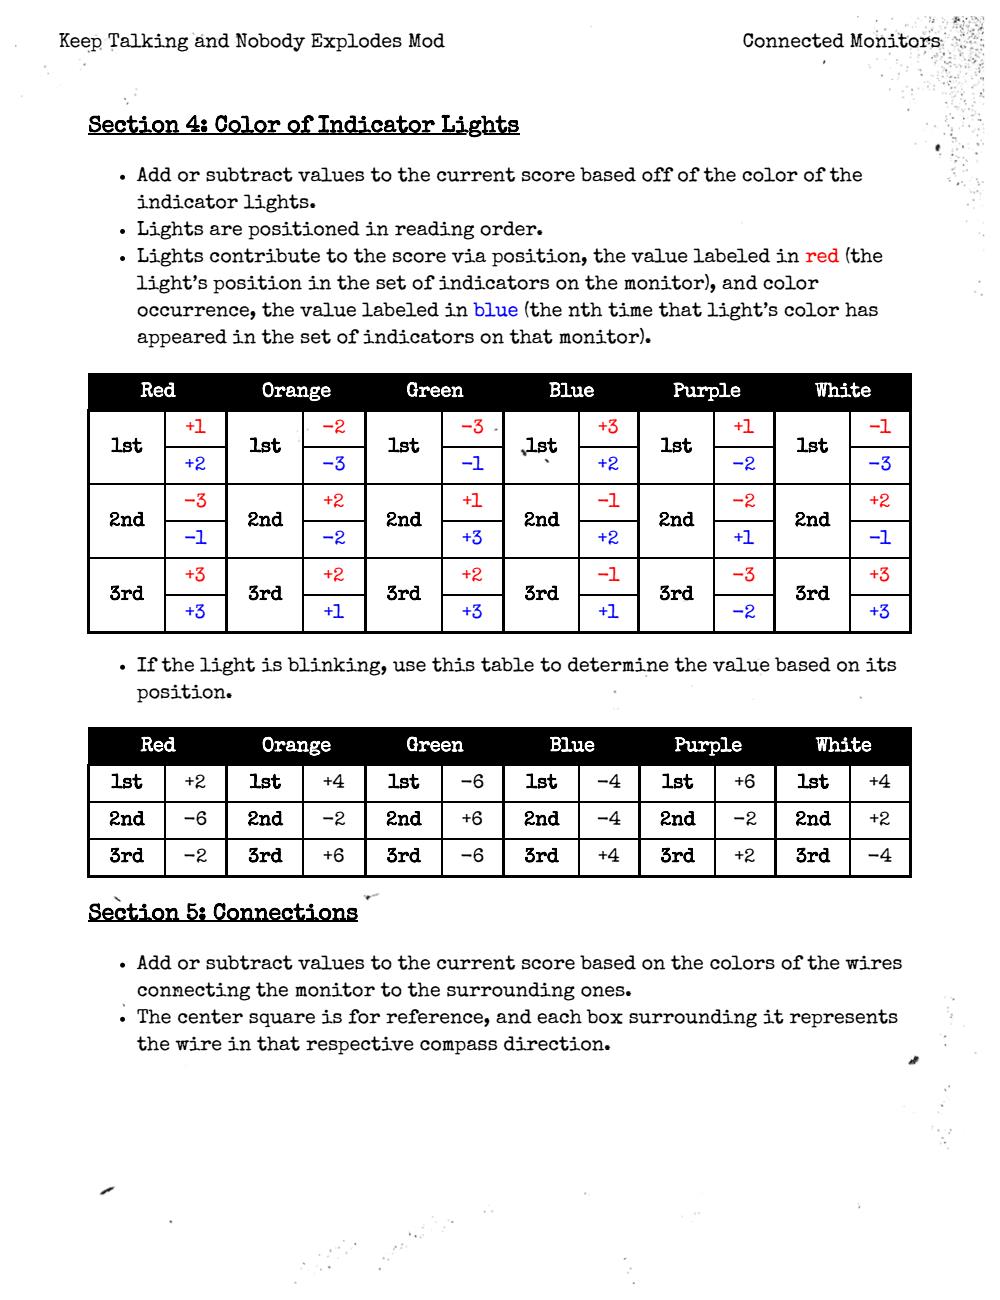 Keep Talking and Nobody Explodes Mod Connected Monitors
Section 4: Color of Indicator Lights
• Add or subtract values to the current score based off of the color of the
indicator lights.
• Lights are positioned in reading order.
• Lights contribute to the score via position, the value labeled in red (the
light's position in the set of indicators on the monitor), and color
occurrence, the value labeled in blue (the nth time that light's color has
appeared in the set of indicators on that monitor).
Red Orange Green Blue Purple White
1st +1 1st −2 1st −3 1st +3 1st +1 1st −1
+2 −3 −1 +2 −2 −3
2nd −3 2nd +2 2nd +1 2nd −1 2nd −2 2nd +2
−1 −2 +3 +2 +1 −1
3rd +3 3rd +2 3rd +2 3rd −1 3rd −3 3rd +3
+3 +1 +3 +1 −2 +3
• If the light is blinking, use this table to determine the value based on its
position.
Red Orange Green Blue Purple White
1st +2 1st +4 1st −6 1st −4 1st +6 1st +4
2nd −6 2nd −2 2nd +6 2nd −4 2nd −2 2nd +2
3rd −2 3rd +6 3rd −6 3rd +4 3rd +2 3rd −4
Section 5: Connections
• Add or subtract values to the current score based on the colors of the wires
connecting the monitor to the surrounding ones.
• The center square is for reference, and each box surrounding it represents
the wire in that respective compass direction.